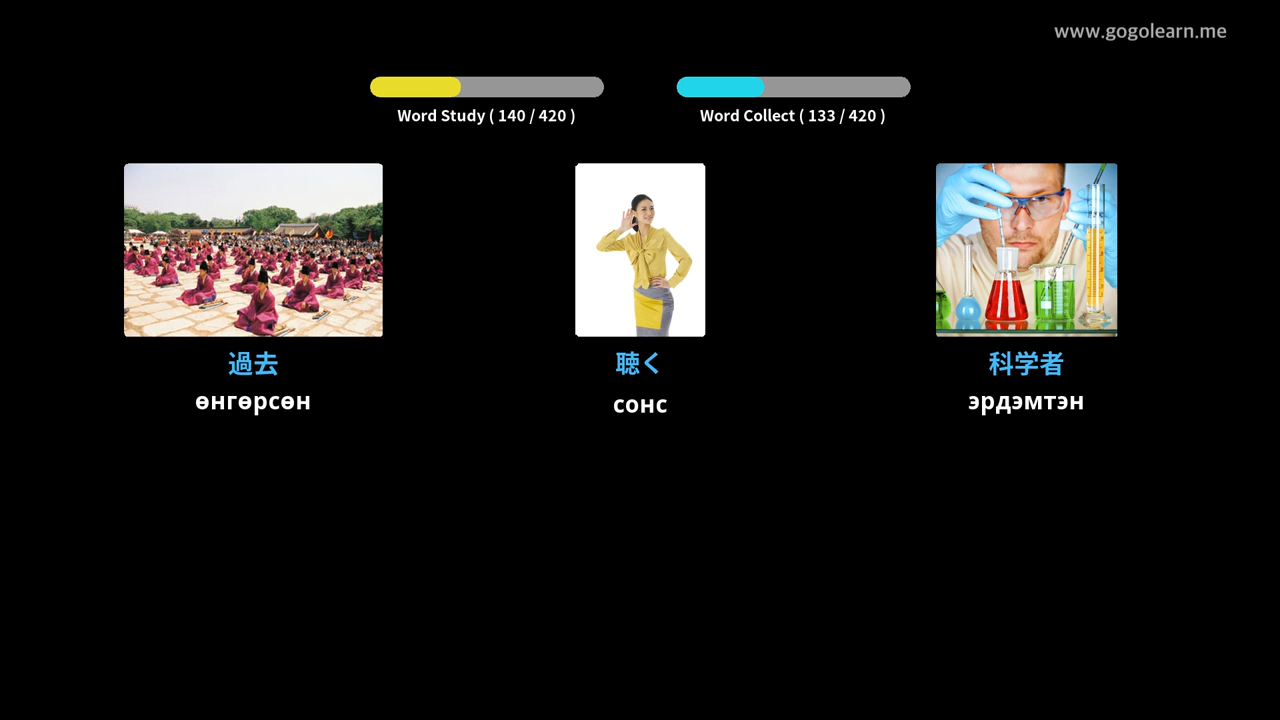 www.gogolearn.me
Word Study ( 140 / 420 )
Word Collect ( 133 / 420 )
過去
聴く
科学者
өнгөрсөн
сонс
эрдэмтэн